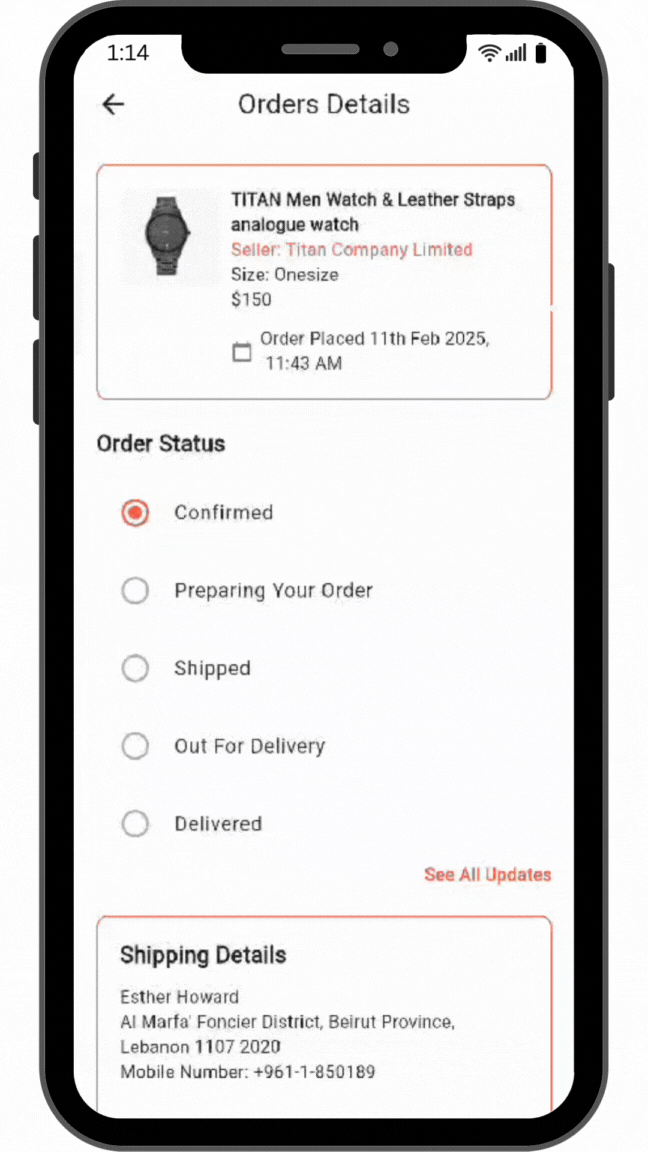 1:14
Orders Details
TITAN Men Watch & Leather Straps
analogue watch
Seller: Titan Company Limited
Size: Onesize
$150
Order Placed 11th Feb 2025,
11:43 AM
Order Status
Confirmed
Preparing Your Order
Shipped
Out For Delivery
Delivered
See All Updates
Shipping Details
Esther Howard
Al Marfa' Foncier District, Beirut Province,
Lebanon 1107 2020
Mobile Number: +961-1-850189